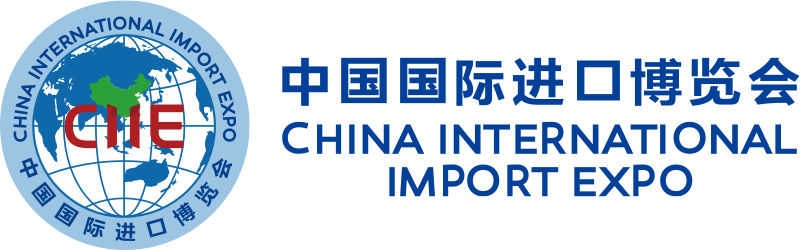 CHINA INTERNATIONAL IMPORT EXPO
CIIE
中国国际进口博览会
中国国际进口博览会
CHINA INTERNATIONAL
IMPORT EXPO